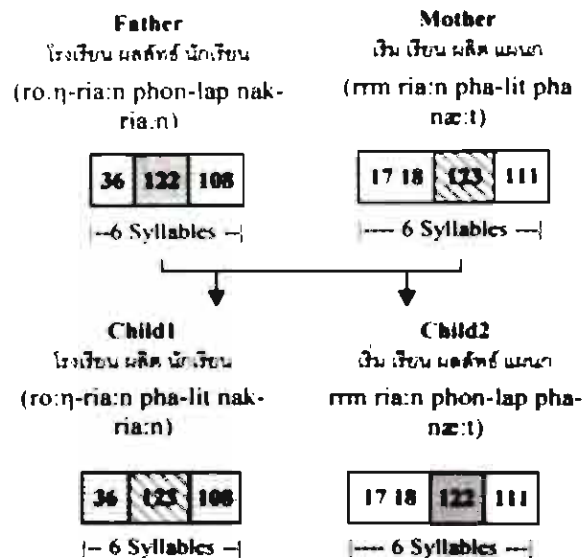 Father
โรงเรียน ผลลัพธ์ นักเรียน
(ro:ŋ-ria:n phon-lap nak-
ria:n)
36 122 108
|--6 Syllables --|
Mother
เริ่ม เรียน ผลิต แผนก
(rrm ria:n pha-lit pha
næ:t)
17 18 123 111
|---- 6 Syllables ----|
Child1
โรงเรียน ผลิต นักเรียน
(ro:ŋ-ria:n pha-lit nak-
ria:n)
36 123 108
|-- 6 Syllables --|
Child2
เริ่ม เรียน ผลลัพธ์ แผนก
rrm ria:n phon-lap pha-
næ:t)
17 18 122 111
|---- 6 Syllables ---|